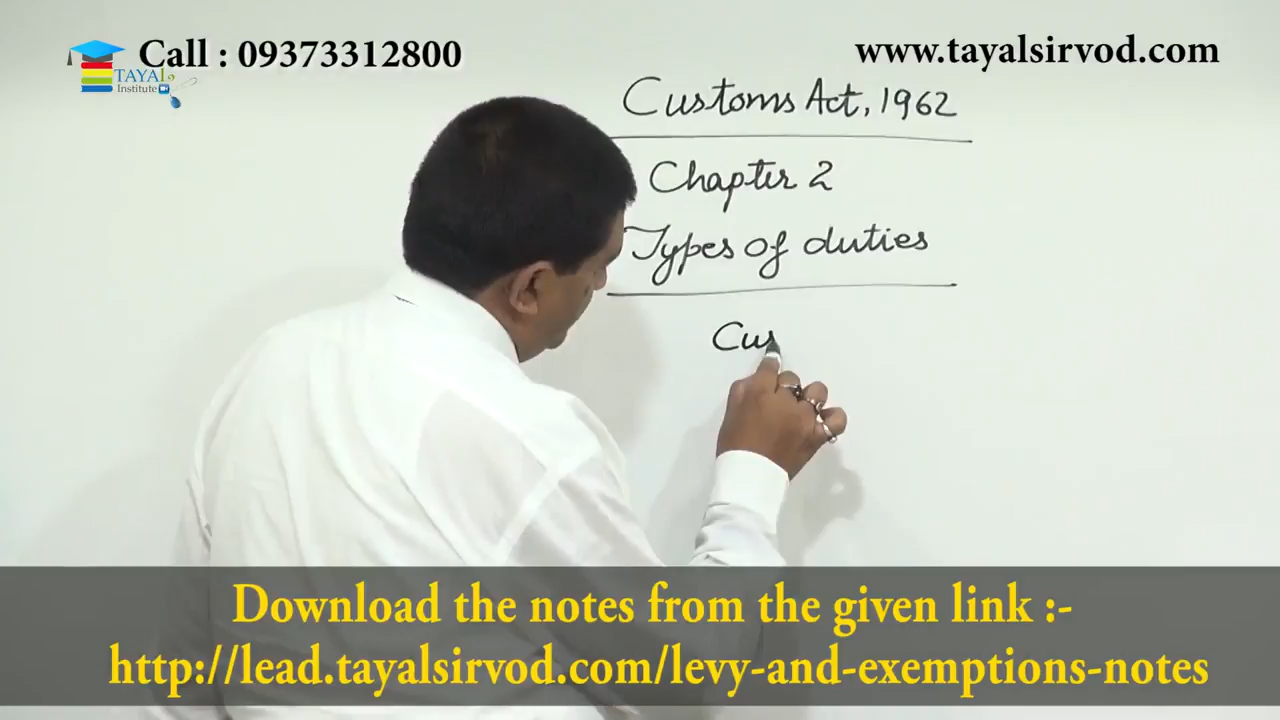 Call : 09373312800
www.tayalsirvod.com
TAYAL
Institute
Customs Act, 1962
Chapter 2
Types of duties
Cus
Download the notes from the given link :-
http://lead.tayalsirvod.com/levy-and-exemptions-notes